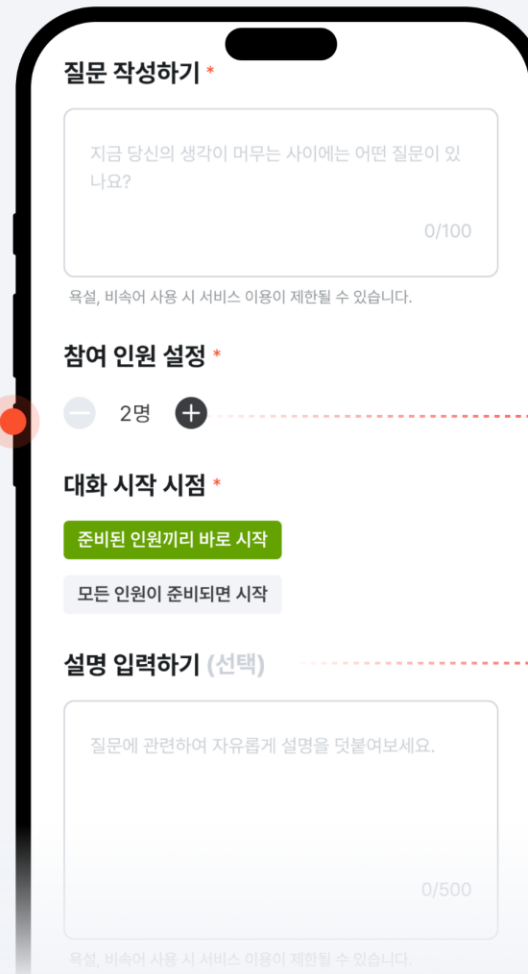 질문 작성하기 *
지금 당신의 생각이 머무는 사이에는 어떤 질문이 있
나요?
0/100
욕설, 비속어 사용 시 서비스 이용이 제한될 수 있습니다.
참여 인원 설정 *
2명
대화 시작 시점 *
준비된 인원끼리 바로 시작
모든 인원이 준비되면 시작
설명 입력하기 (선택)
질문에 관련하여 자유롭게 설명을 덧붙여보세요.
0/500
욕설, 비속어 사용 시 서비스 이용이 제한될 수 있습니다.